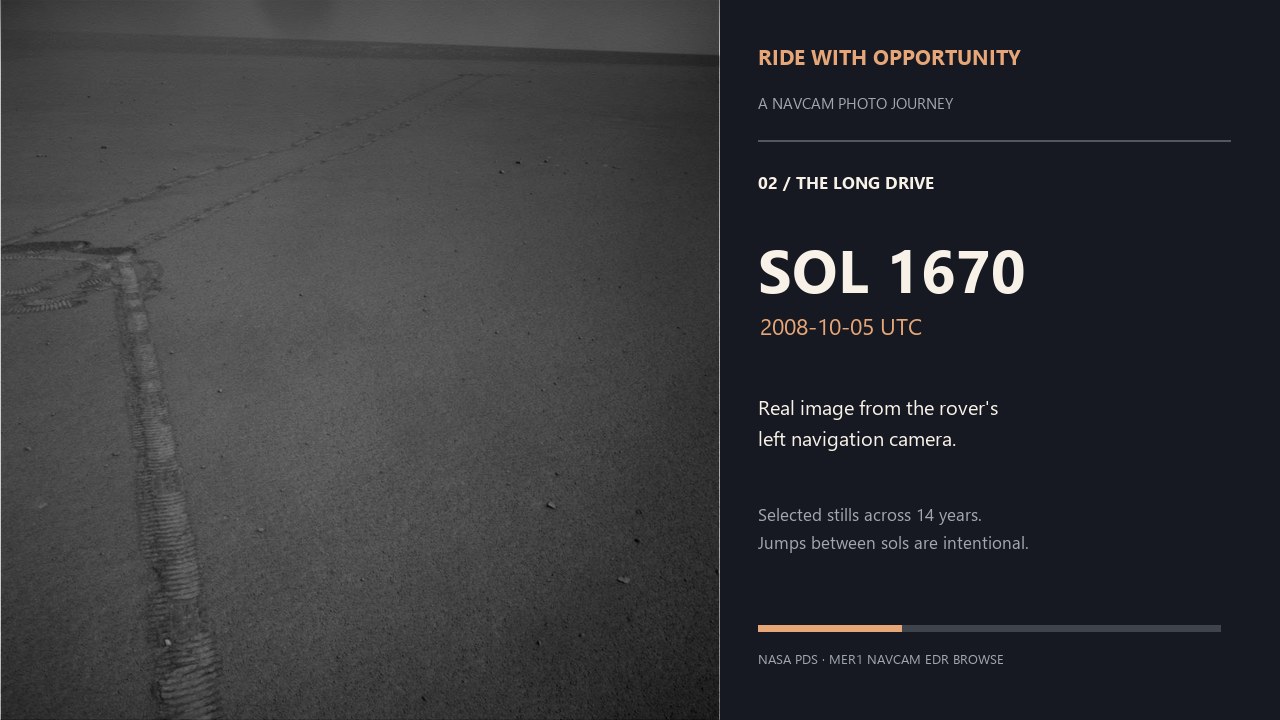 RIDE WITH OPPORTUNITY
A NAVCAM PHOTO JOURNEY
02 / THE LONG DRIVE
SOL 1670
2008-10-05 UTC
Real image from the rover's
left navigation camera.
Selected stills across 14 years.
Jumps between sols are intentional.
NASA PDS · MER1 NAVCAM EDR BROWSE